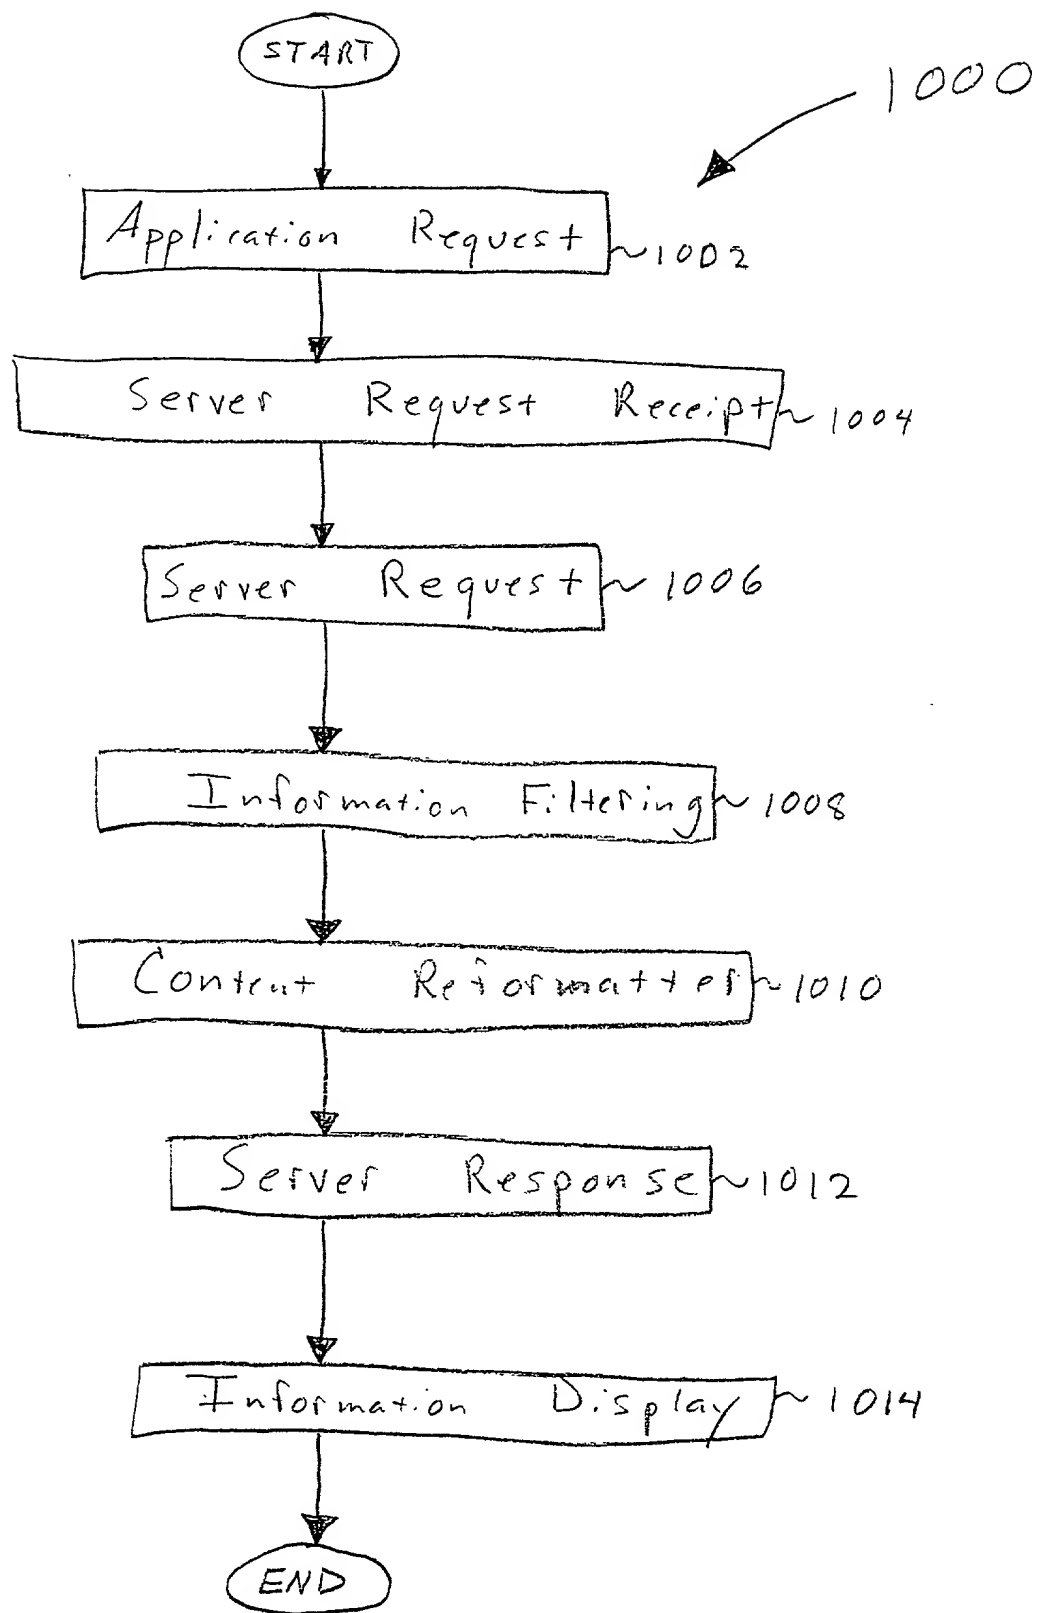 START
1000
Application Request 1002
Server Request Receipt 1004
Server Request 1006
Information Filtering 1008
Content Reformatter 1010
Server Response 1012
Information Display 1014
END